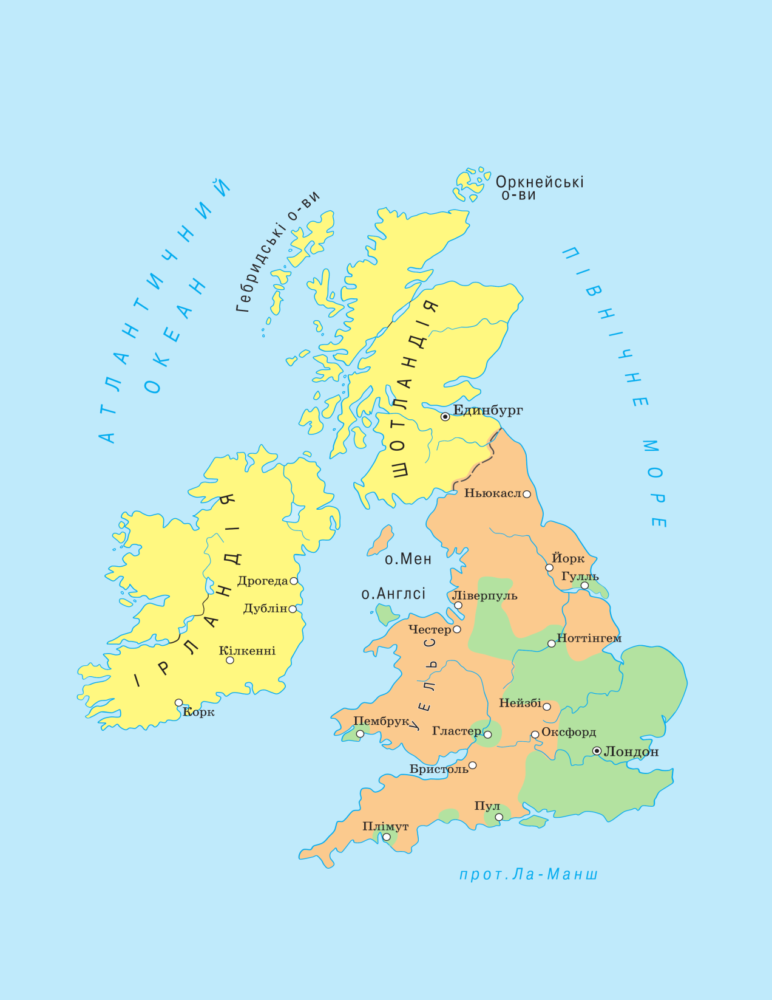 АТЛАНТИЧНИЙ
ОКЕАН
Гебридські о-ви
Оркнейські
о-ви
ПІВНІЧНЕ МОРЕ
ШОТЛАНДІЯ
Единбург
Ньюкасл
ІРЛАНДІЯ
о.Мен
Йорк
Гулль
Дрогеда
о.Англсі
Ліверпуль
Дублін
Честер
Ноттінгем
Кілкенні
УЕЛЬС
Корк
Нейзбі
Пембрук
Гластер
Оксфорд
Лондон
Бристоль
Пул
Плімут
прот.Ла-Манш